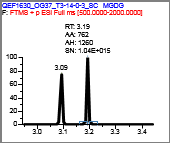 QEF1630_OG37_T3-14-0-3_SC MGDG
F: FTMS + p ESI Full ms [500.0000-2000.0000]
RT: 3.19
AA: 762
AH: 1250
SN: 1.04E+015
100
3.09
80
60
40
20
0
3.0 3.1 3.2 3.3 3.4